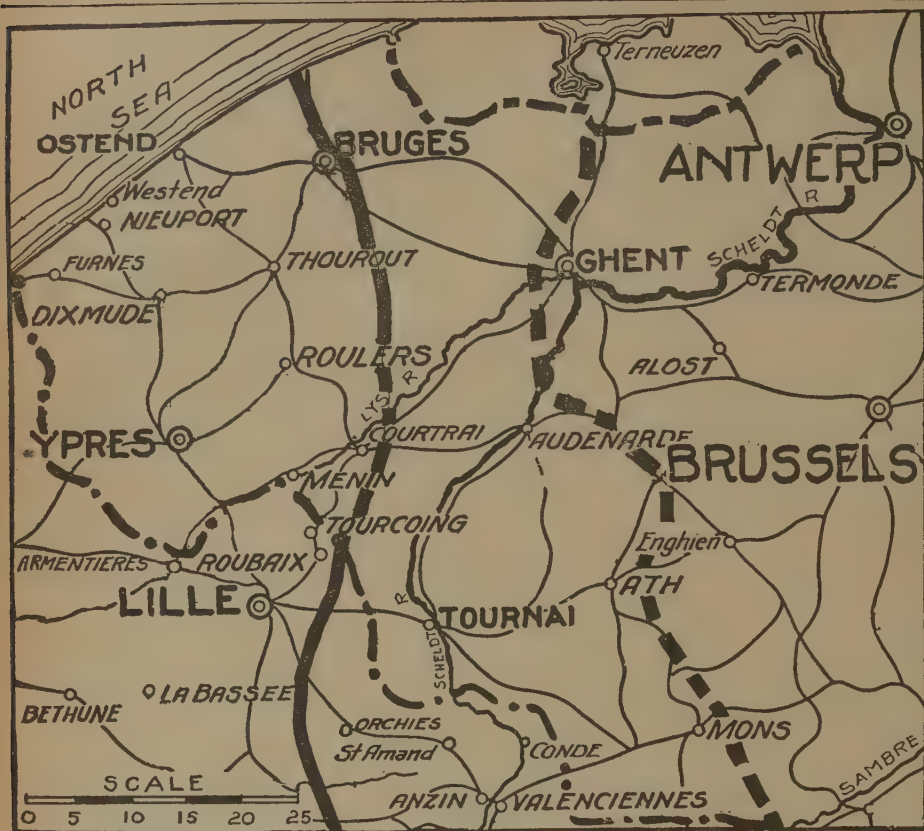 NORTH
SEA
Terneuzen
OSTEND
BRUGES
ANTWERP
Westend
NIEUPORT
SCHELDT R
FURNES
THOUROUT
GHENT
TERMONDE
DIXMUDE
ROULERS
ALOST
LYS R
YPRES
COURTRAI
AUDENARDE
BRUSSELS
MENIN
TOURCOING
Enghien
ARMENTIERES
ROUBAIX
ATH
LILLE
R
TOURNAI
SCHELDT
LA BASSEE
BETHUNE
ORCHIES
MONS
St Amand
CONDE
SAMBRE
SCALE
ANZIN
VALENCIENNES
0 5 10 15 20 25